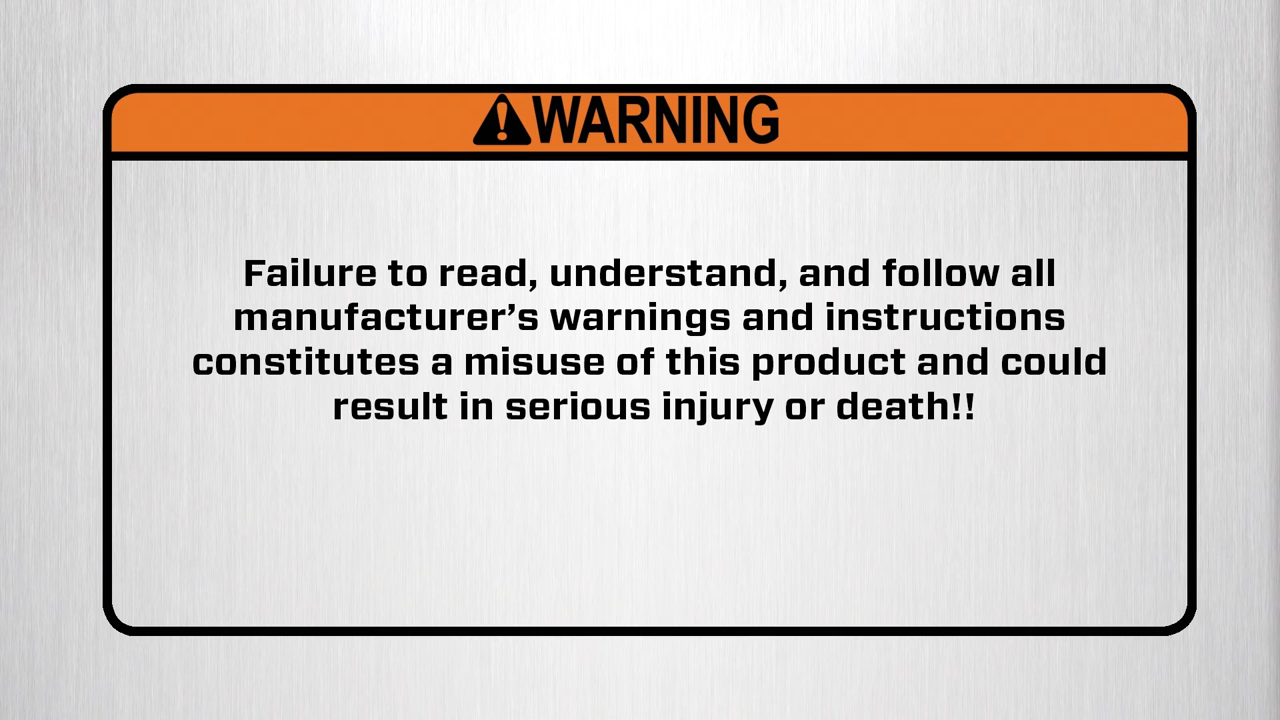 WARNING
Failure to read, understand, and follow all
manufacturer’s warnings and instructions
constitutes a misuse of this product and could
result in serious injury or death!!